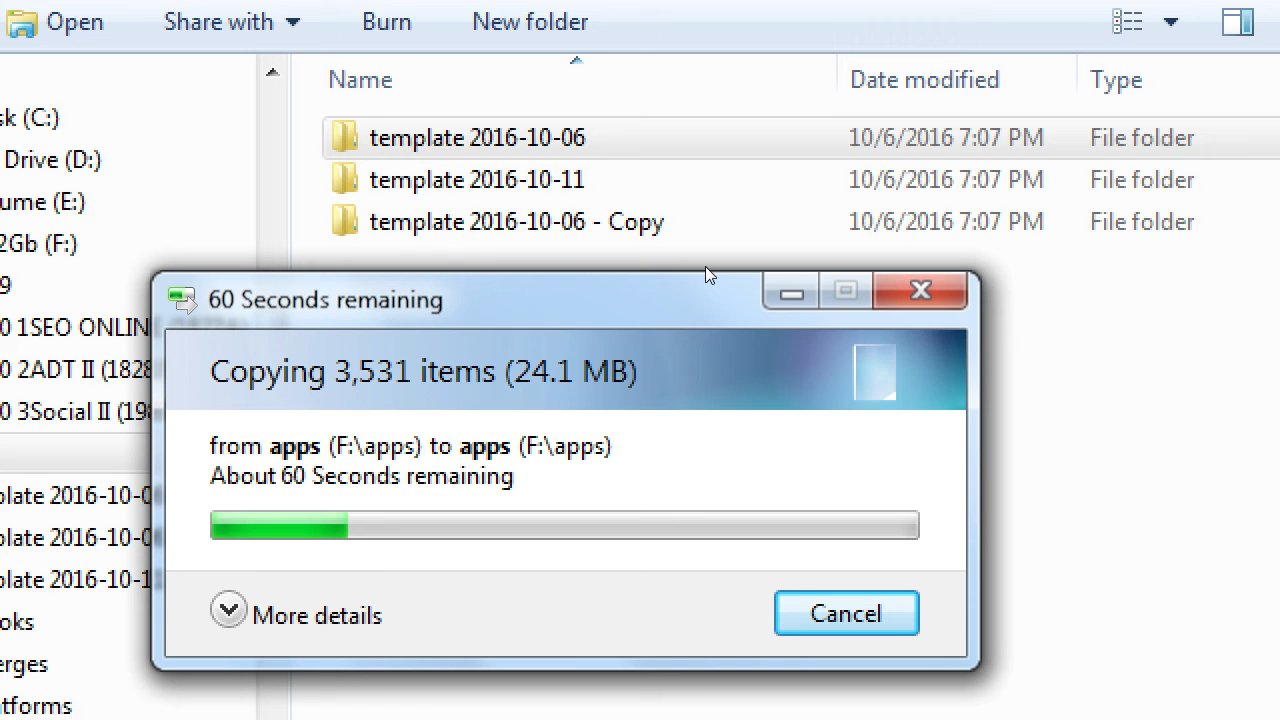 Open Share with Burn New folder
Name Date modified Type
sk (C:)
template 2016-10-06 10/6/2016 7:07 PM File folder
Drive (D:)
template 2016-10-11 10/6/2016 7:07 PM File folder
ume (E:)
template 2016-10-06 - Copy 10/6/2016 7:07 PM File folder
2Gb (F:)
9
0 1SEO ONLIN
0 2ADT II (1828
0 3Social II (19
plate 2016-10-0
plate 2016-10-0
plate 2016-10-1
oks
erges
tforms
60 Seconds remaining
Copying 3,531 items (24.1 MB)
from apps (F:\apps) to apps (F:\apps)
About 60 Seconds remaining
More details
Cancel